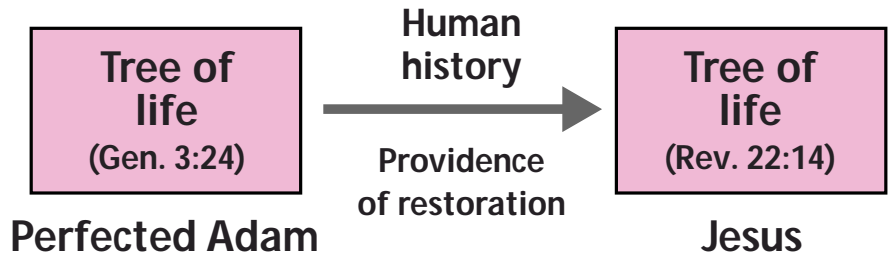 Tree of
life
(Gen. 3:24)
Perfected Adam
Human
history
Providence
of restoration
Tree of
life
(Rev. 22:14)
Jesus